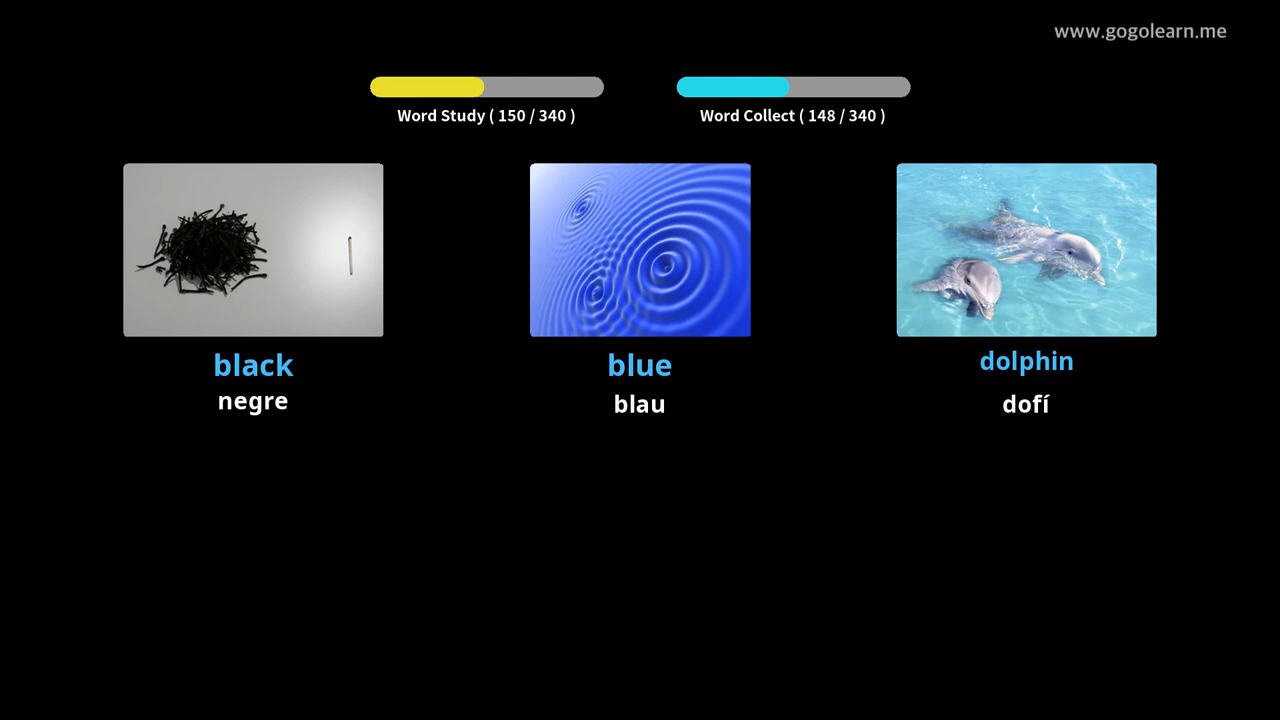 www.gogolearn.me
Word Study ( 150 / 340 )
Word Collect ( 148 / 340 )
black
negre
blue
blau
dolphin
dofí